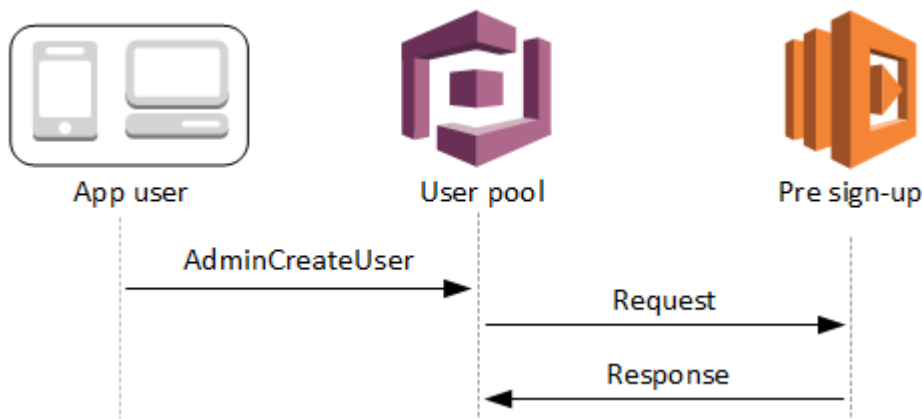 App user
User pool
Pre sign-up
AdminCreateUser
Request
Response